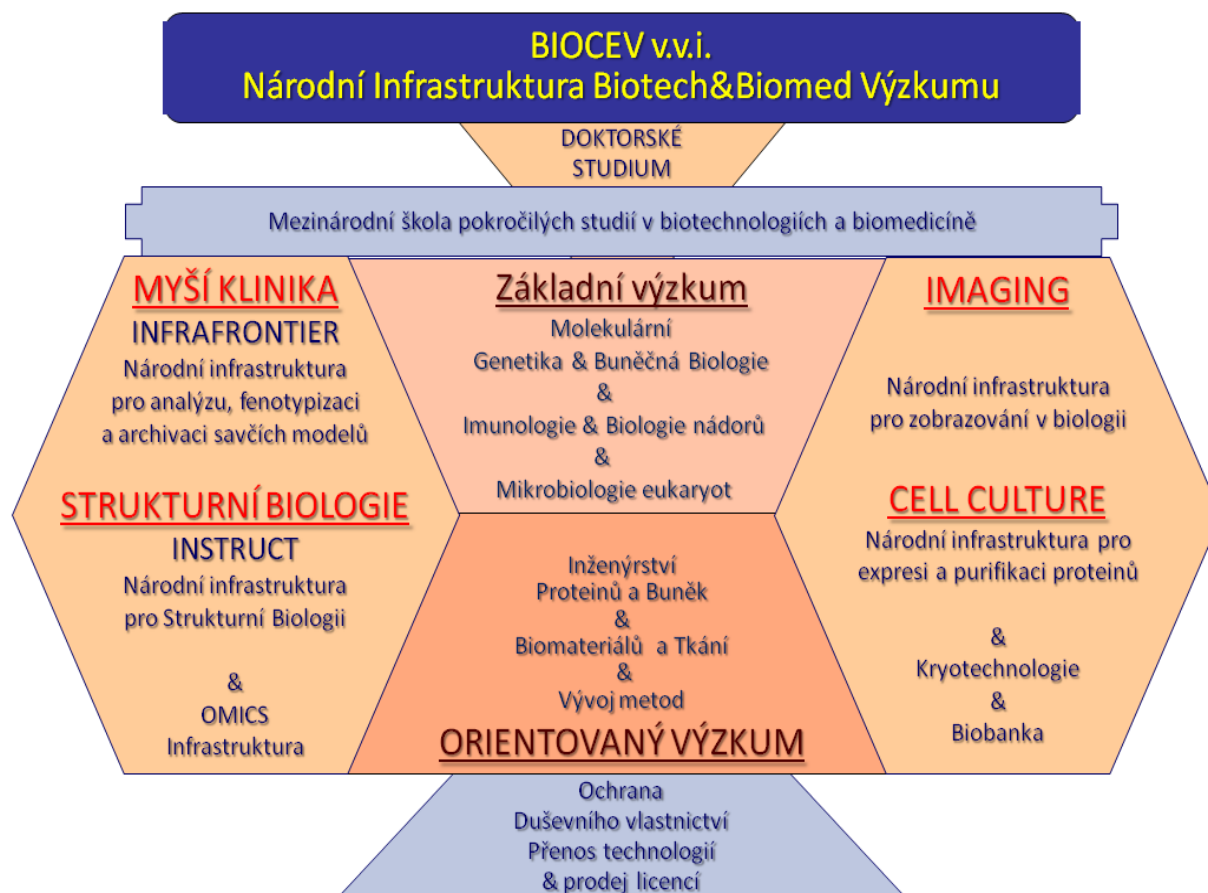 BIOCEV v.v.i.
Národní Infrastruktura Biotech&Biomed Výzkumu
DOKTORSKÉ
STUDIUM
Mezinárodní škola pokročilých studií v biotechnologiích a biomedicíně
MYŠÍ KLINIKA
INFRAFRONTIER
Národní infrastruktura
pro analýzu, fenotypizaci
a archivaci savčích modelů
STRUKTURNÍ BIOLOGIE
INSTRUCT
Národní infrastruktura
pro Strukturní Biologii
&
OMICS
Infrastruktura
Základní výzkum
Molekulární
Genetika & Buněčná Biologie
&
Imunologie & Biologie nádorů
&
Mikrobiologie eukaryot
Inženýrství
Proteinů a Buněk
&
Biomateriálů a Tkání
&
Vývoj metod
ORIENTOVANÝ VÝZKUM
IMAGING
Národní infrastruktura
pro zobrazování v biologii
CELL CULTURE
Národní infrastruktura pro
expresi a purifikaci proteinů
&
Kryotechnologie
&
Biobanka
Ochrana
Duševního vlastnictví
Přenos technologií
& prodej licencí